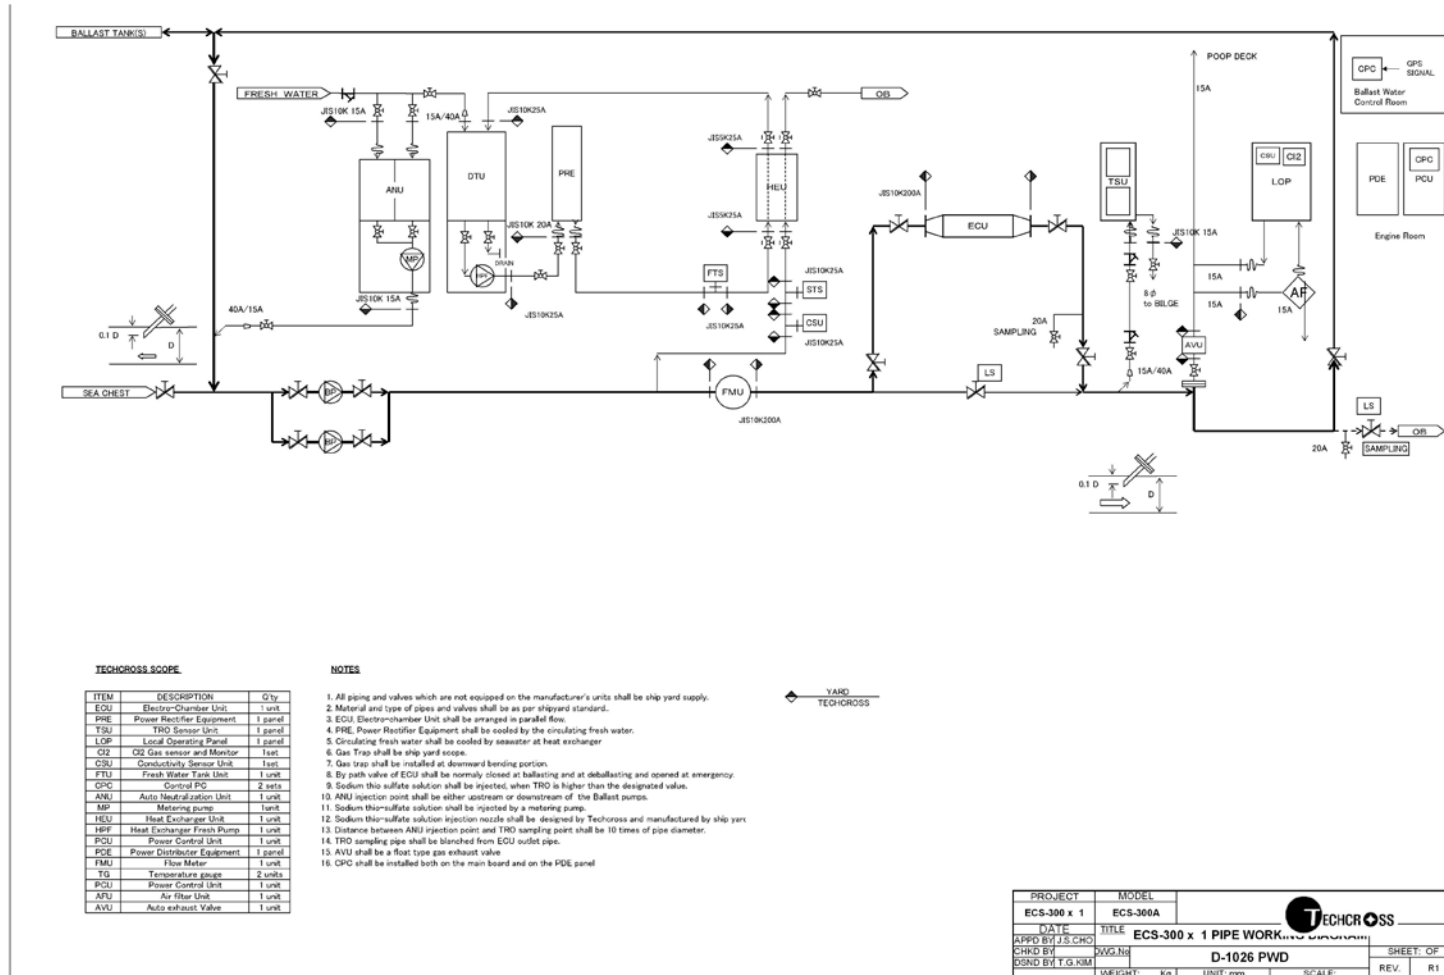 BALLAST TANK(S)
POOP DECK
15A
CPC
GPS
SIGNAL
Ballast Water
Control Room
FRESH WATER
JIS10K 15A
15A/40A
JIS10K25A
OB
JIS5K25A
ANU
DTU
PRE
HEU
JIS10K200A
TSU
CSU
Cl2
LOP
PDE
CPC
PCU
JIS10K 20A
JIS5K25A
ECU
JIS10K 15A
Engine Room
MP
DRAIN
HPF
FTS
JIS10K25A
STS
15A
JIS10K 15A
JIS10K25A
JIS10K25A
CSU
JIS10K25A
8 φ
to BILGE
15A
AF
15A
40A/15A
0.1 D
D
20A
SAMPLING
AVU
SEA CHEST
BP
FMU
LS
15A/40A
JIS10K200A
LS
OB
BP
20A
SAMPLING
0.1 D
D
TECHCROSS SCOPE
ITEM DESCRIPTION Q'ty
ECU Electro-Chamber Unit 1 unit
PRE Power Rectifier Equipment 1 panel
TSU TRO Sensor Unit 1 panel
LOP Local Operating Panel 1 panel
Cl2 Cl2 Gas sensor and Monitor 1set
CSU Conductivity Sensor Unit 1set
FTU Fresh Water Tank Unit 1 unit
CPC Control PC 2 sets
ANU Auto Neutralization Unit 1 unit
MP Metering pump 1unit
HEU Heat Exchanger Unit 1 unit
HPF Heat Exchanger Fresh Pump 1 unit
PCU Power Control Unit 1 unit
PDE Power Distributer Equipment 1 panel
FMU Flow Meter 1 unit
TG Temperature gauge 2 units
PCU Power Control Unit 1 unit
AFU Air filter Unit 1 unit
AVU Auto exhaust Valve 1 unit
NOTES
1. All piping and valves which are not equipped on the manufacturer's units shall be ship yard supply.
2. Material and type of pipes and valves shall be as per shipyard standard.
3. ECU, Electro-chamber Unit shall be arranged in parallel flow.
4. PRE, Power Rectifier Equipment shall be cooled by the circulating fresh water.
5. Circulating fresh water shall be cooled by seawater at heat exchanger
6. Gas Trap shall be ship yard scope.
7. Gas trap shall be installed at downward bending portion.
8. By path valve of ECU shall be normaly closed at ballasting and at deballasting and opened at emergency.
9. Sodium thio sulfate solution shall be injected, when TRO is higher than the designated value.
10. ANU injection point shall be either upstream or downstream of the Ballast pumps.
11. Sodium thio-sulfate solution shall be injected by a metering pump.
12. Sodium thio-sulfate solution injection nozzle shall be designed by Techcross and manufactured by ship yard
13. Distance between ANU injection point and TRO sampling point shall be 10 times of pipe diameter.
14. TRO sampling pipe shall be blanched from ECU outlet pipe.
15. AVU shall be a float type gas exhaust valve
16. CPC shall be installed both on the main board and on the PDE panel
YARD
TECHCROSS
PROJECT MODEL
ECS-300 x 1 ECS-300A
TECHCROSS
DATE TITLE
ECS-300 x 1 PIPE WORKING DIAGRAM
APPD BY J.S.CHO
CHKD BY DWG.No
D-1026 PWD
SHEET: OF
DSND BY T.G.KIM
REV. R1
WEIGHT: Kg UNIT: mm SCALE: